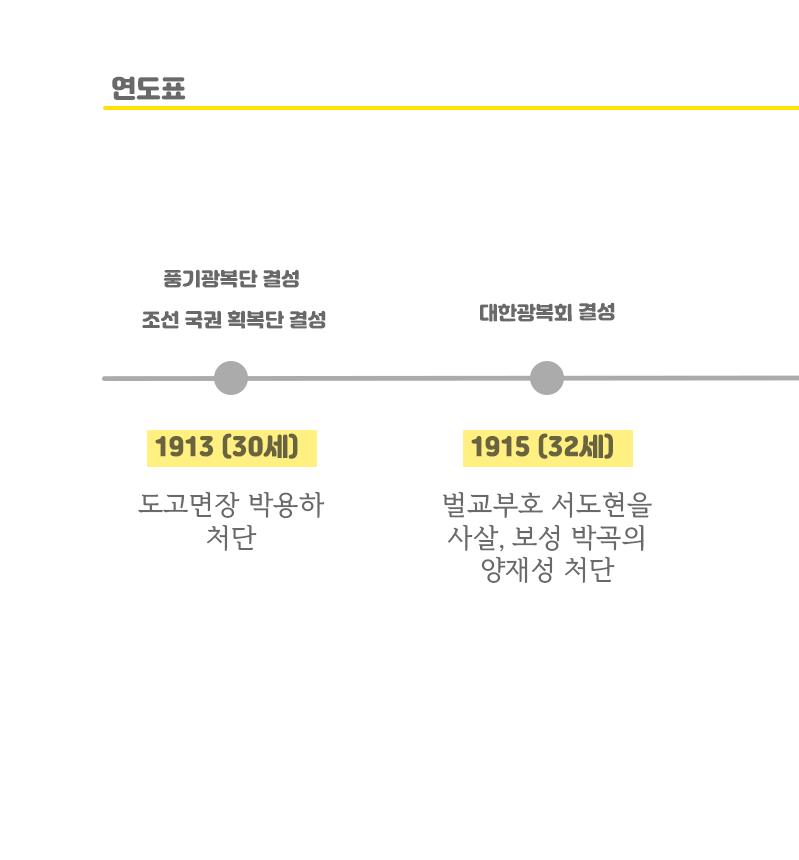 연도표
풍기광복단 결성
조선 국권 획복단 결성
1913 (30세)
도고면장 박용하
처단
대한광복회 결성
1915 (32세)
벌교부호 서도현을
사살, 보성 박곡의
양재성 처단